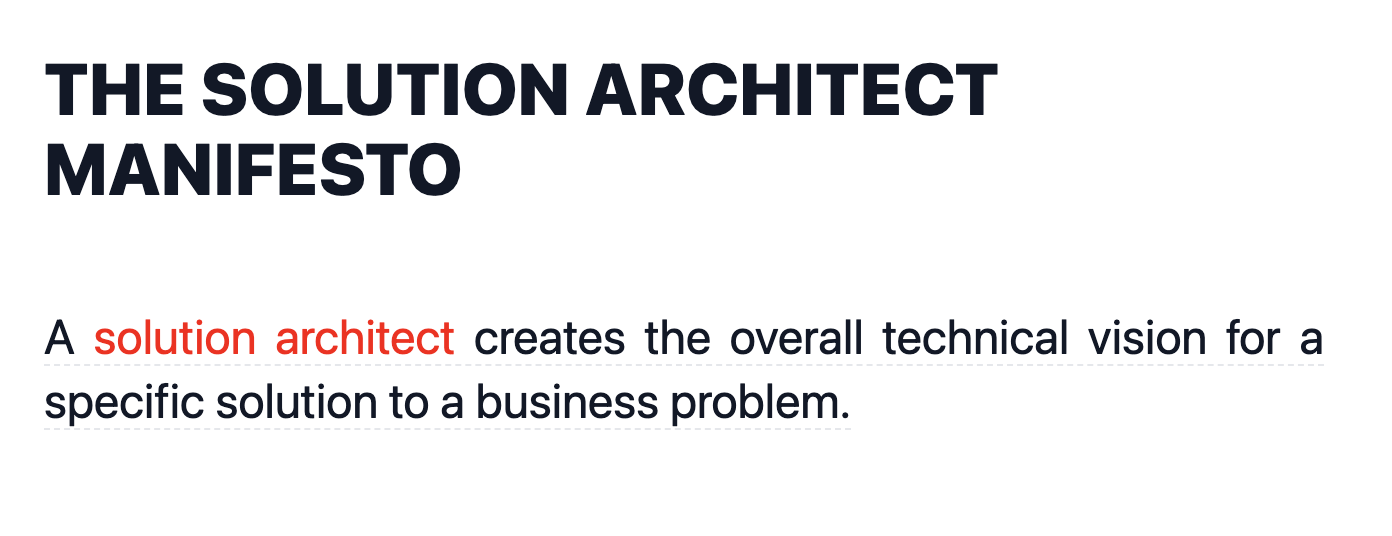 THE SOLUTION ARCHITECT
MANIFESTO
A solution architect creates the overall technical vision for a
specific solution to a business problem.